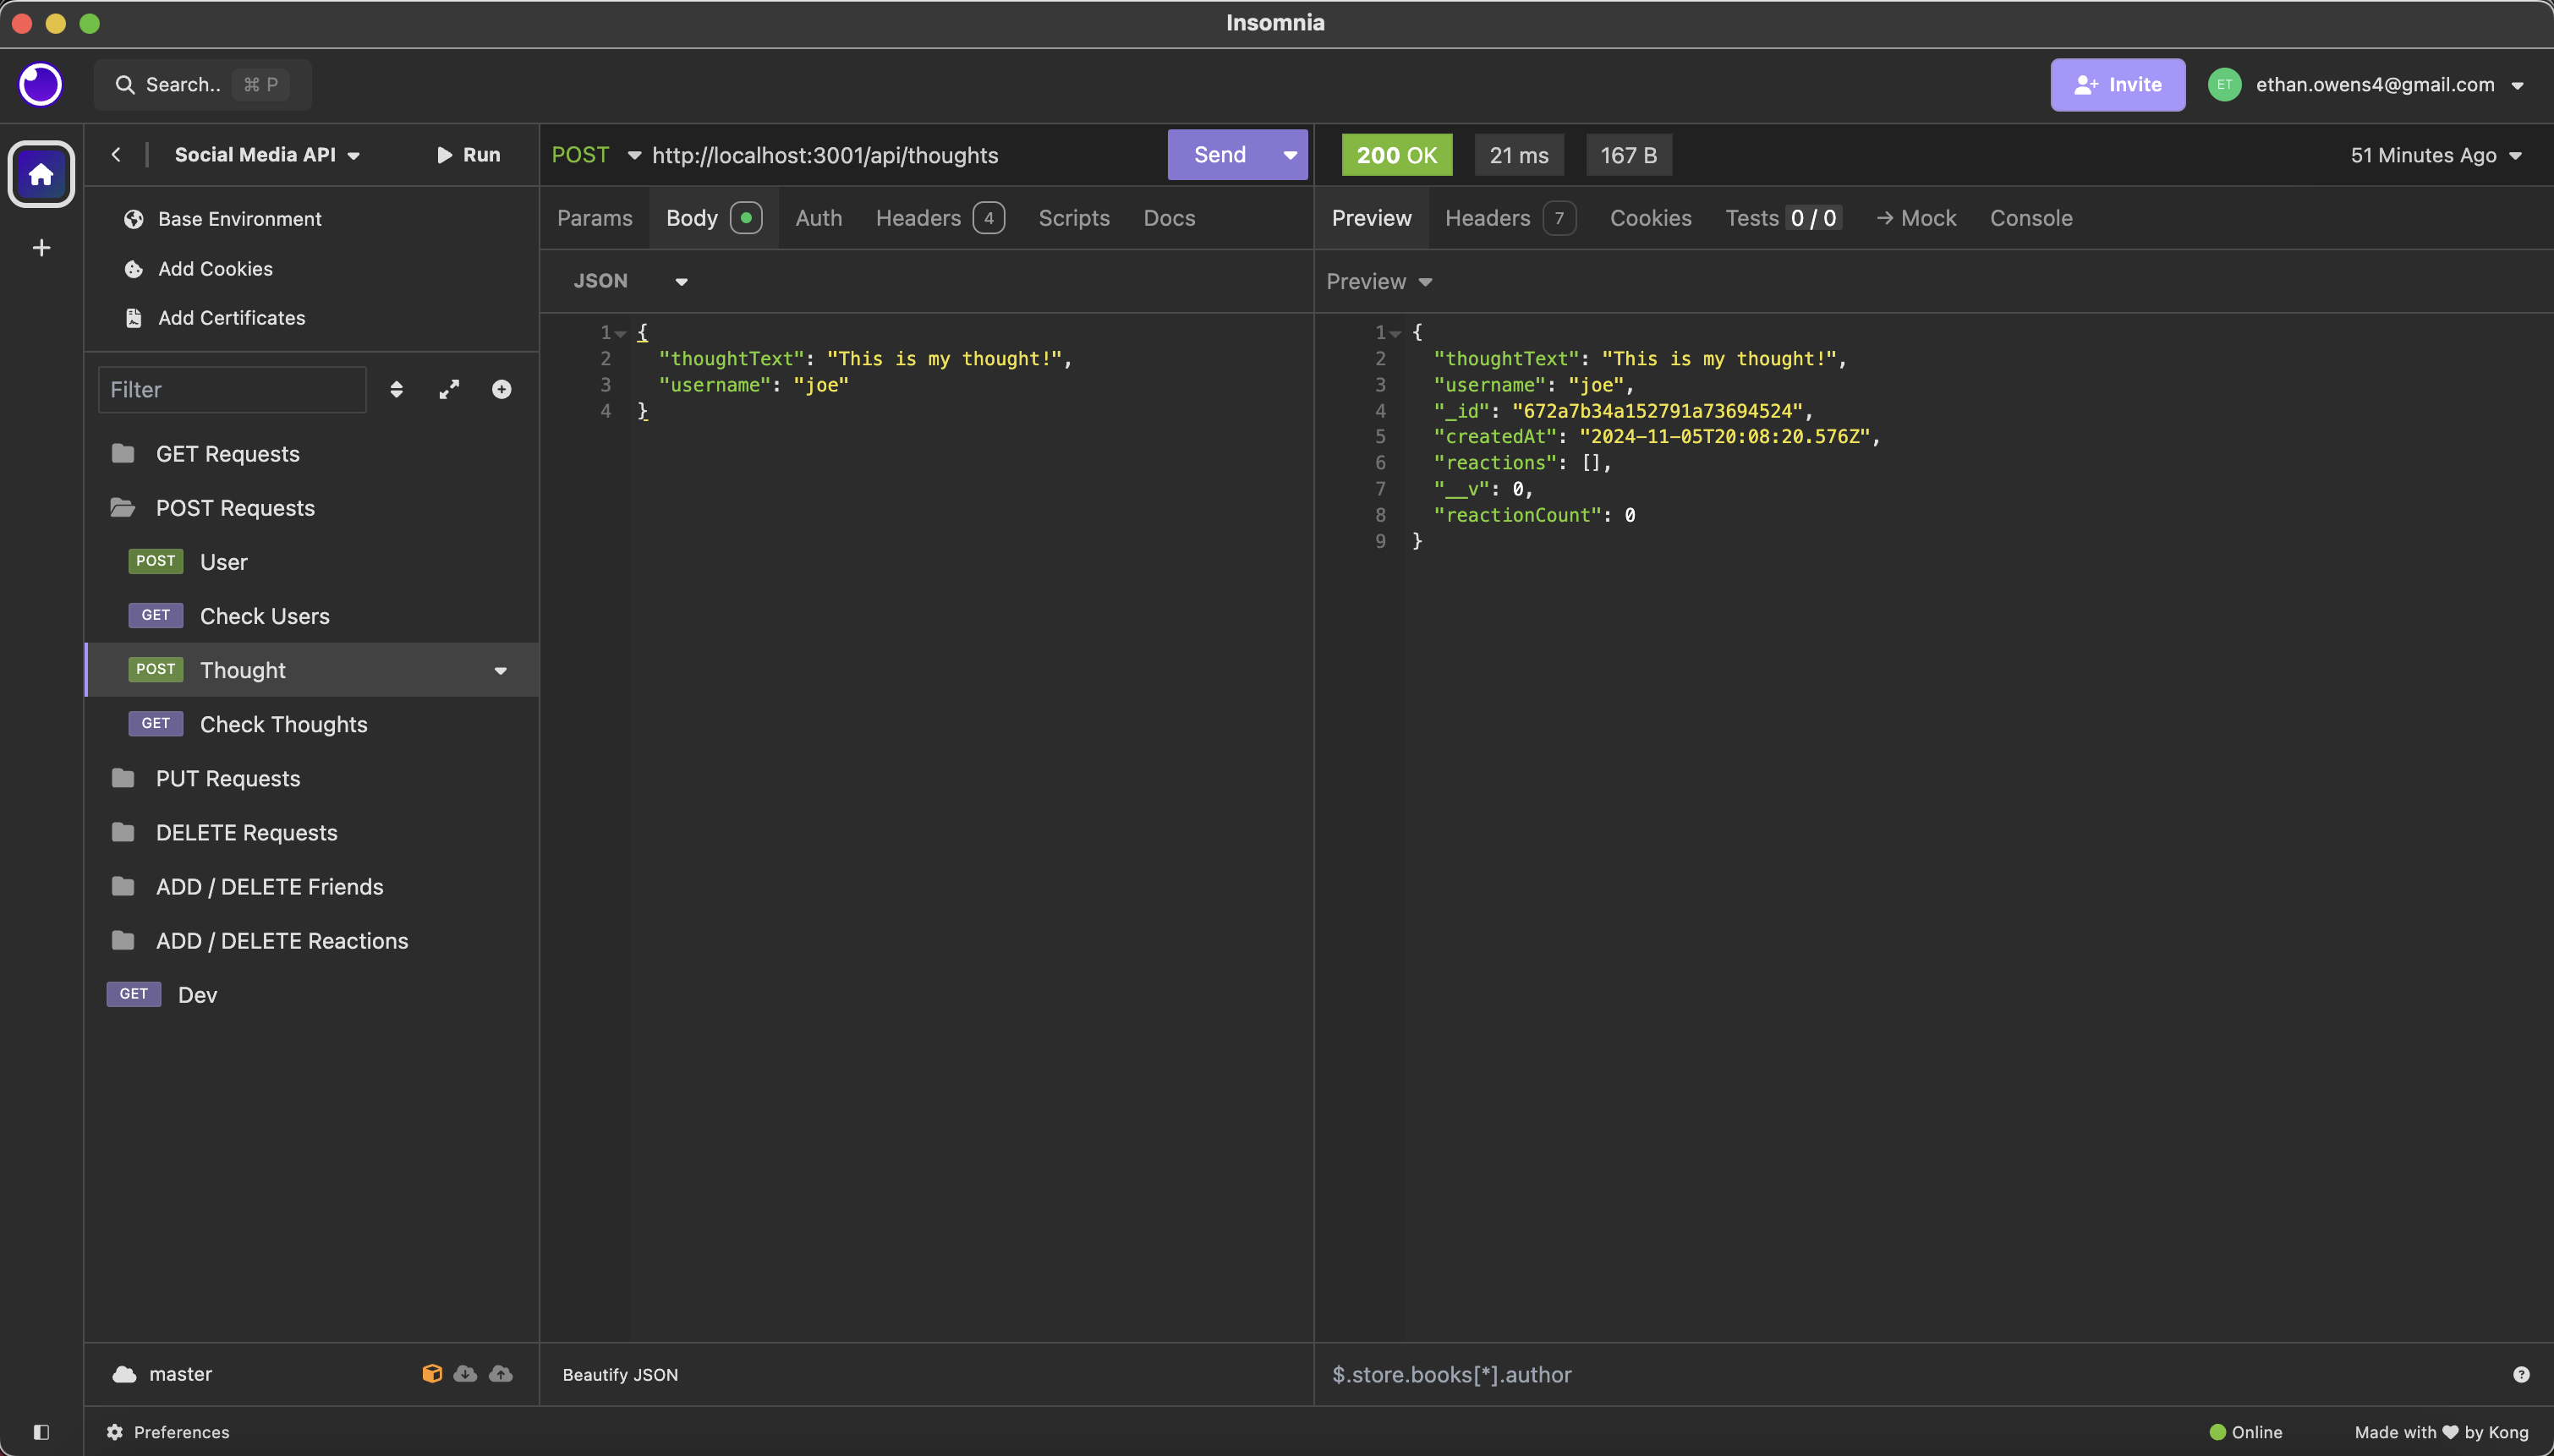 Insomnia
Search.. ⌘ P
Invite
ET
ethan.owens4@gmail.com
Social Media API
Run
POST http://localhost:3001/api/thoughts
Send
200 OK
21 ms
167 B
51 Minutes Ago
Base Environment
Add Cookies
Add Certificates
Filter
GET Requests
POST Requests
POST User
GET Check Users
POST Thought
GET Check Thoughts
PUT Requests
DELETE Requests
ADD / DELETE Friends
ADD / DELETE Reactions
GET Dev
master
Params
Body
Auth
Headers 4
Scripts
Docs
JSON
1 {
2 "thoughtText": "This is my thought!",
3 "username": "joe"
4 }
Beautify JSON
Preview
Headers 7
Cookies
Tests 0 / 0
→ Mock
Console
Preview
1 {
2 "thoughtText": "This is my thought!",
3 "username": "joe",
4 "_id": "672a7b34a152791a73694524",
5 "createdAt": "2024-11-05T20:08:20.576Z",
6 "reactions": [],
7 "__v": 0,
8 "reactionCount": 0
9 }
$.store.books[*].author
Preferences
Online
Made with ♥ by Kong